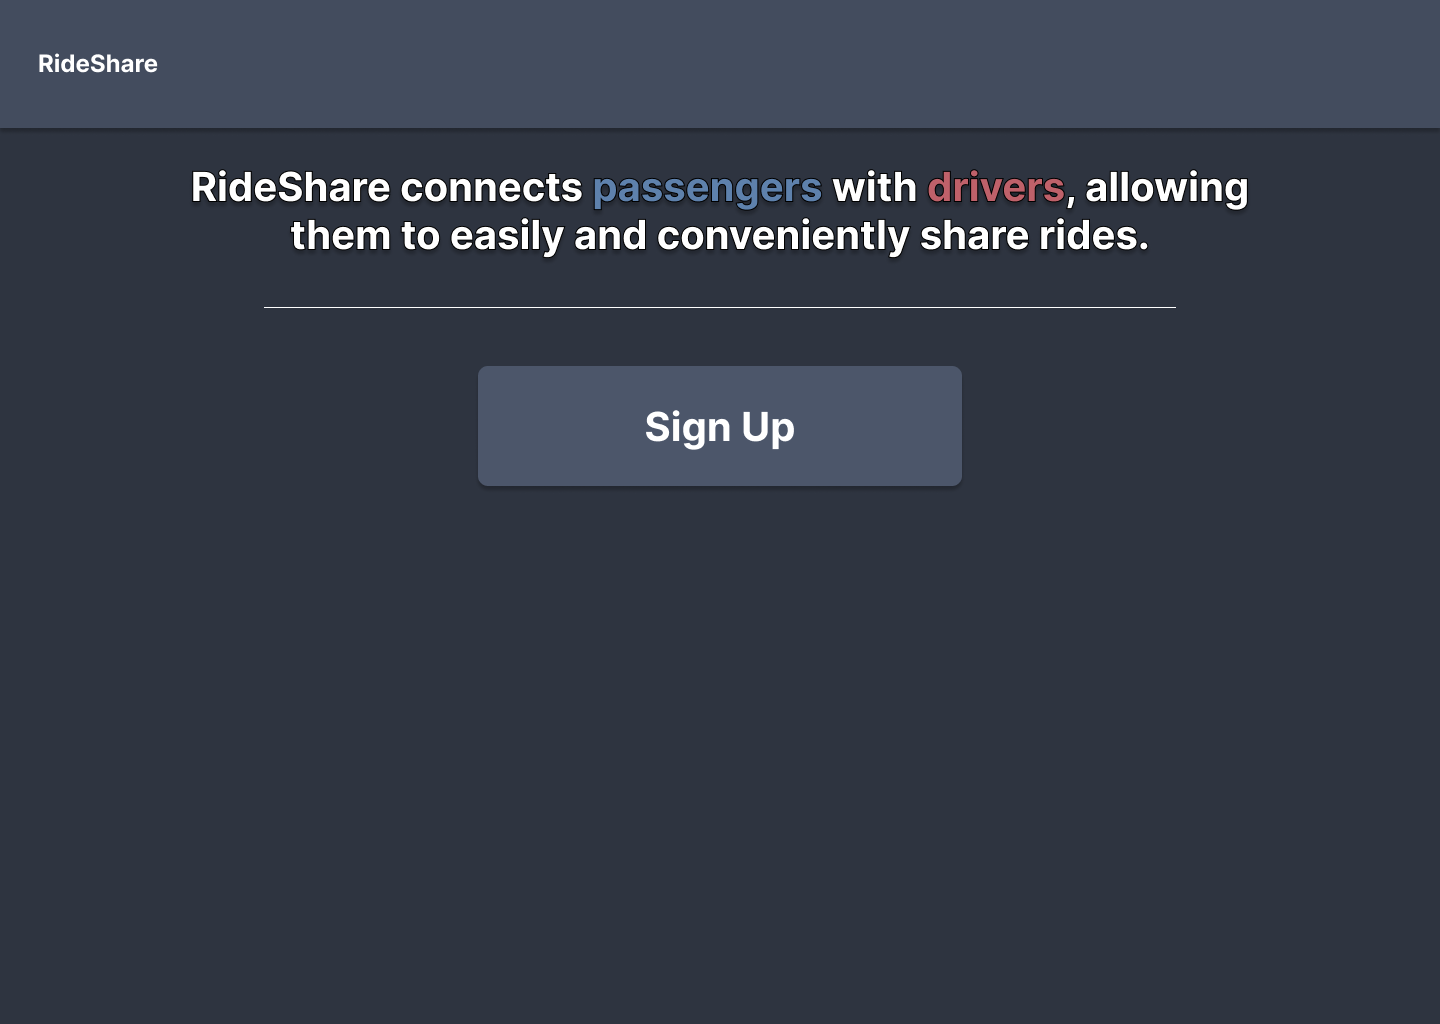 RideShare
RideShare connects passengers with drivers, allowing
them to easily and conveniently share rides.
Sign Up